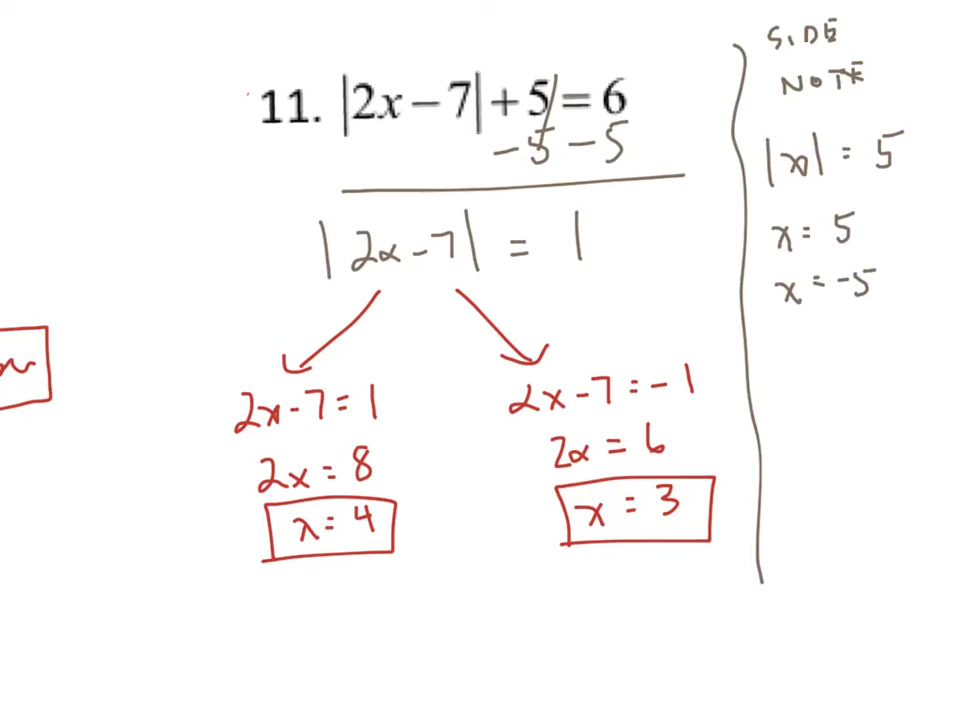 11. |2x − 7| + 5 = 6
−5 −5
|2x − 7| = 1
2x − 7 = 1
2x = 8
x = 4
2x − 7 = −1
2x = 6
x = 3
SIDE
NOTE
|x| = 5
x = 5
x = −5